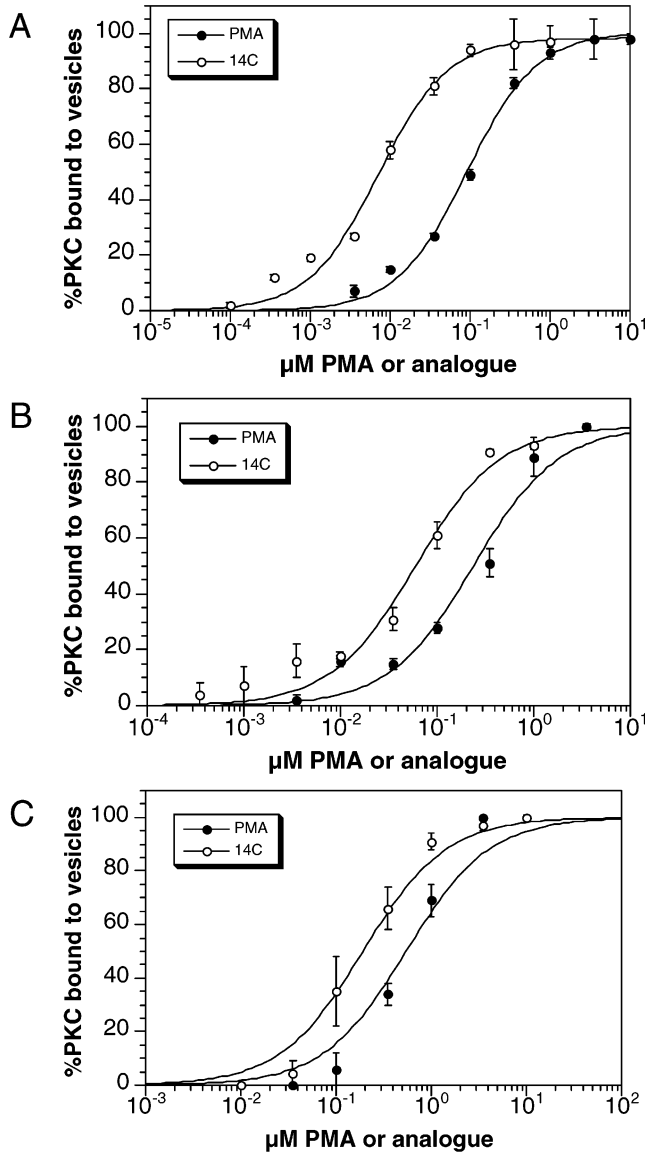 A
PMA
14C
%PKC bound to vesicles
100
80
60
40
20
0
10-5 10-4 10-3 10-2 10-1 100 101
µM PMA or analogue
B
PMA
14C
%PKC bound to vesicles
100
80
60
40
20
0
10-4 10-3 10-2 10-1 100 101
µM PMA or analogue
C
PMA
14C
%PKC bound to vesicles
100
80
60
40
20
0
10-3 10-2 10-1 100 101 102
µM PMA or analogue